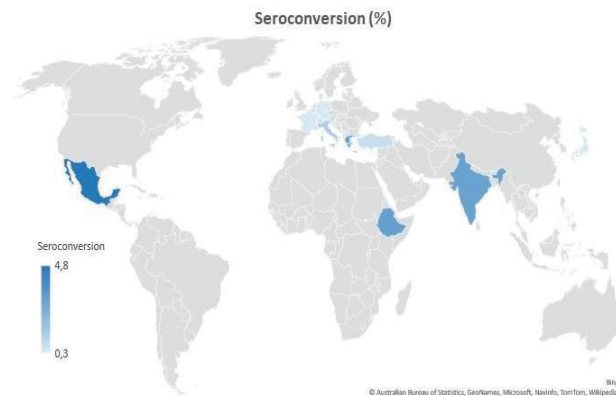 Seroconversion (%)
Seroconversion
4,8
0,3
© Australian Bureau of Statistics, GeoNames, Microsoft, Navinfo, TomTom, Wikipedia